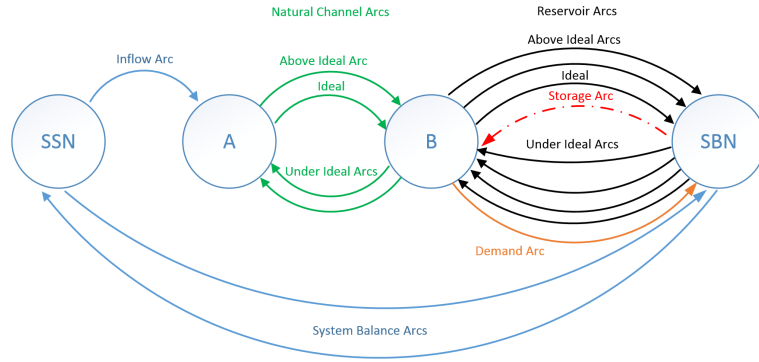 Natural Channel Arcs
Reservoir Arcs
Above Ideal Arcs
Inflow Arc
Above Ideal Arc
Ideal
Ideal
Storage Arc
SSN
A
B
Under Ideal Arcs
SBN
Under Ideal Arcs
Demand Arc
System Balance Arcs